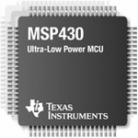 MSP430
Ultra-Low Power MCU
TEXAS
INSTRUMENTS